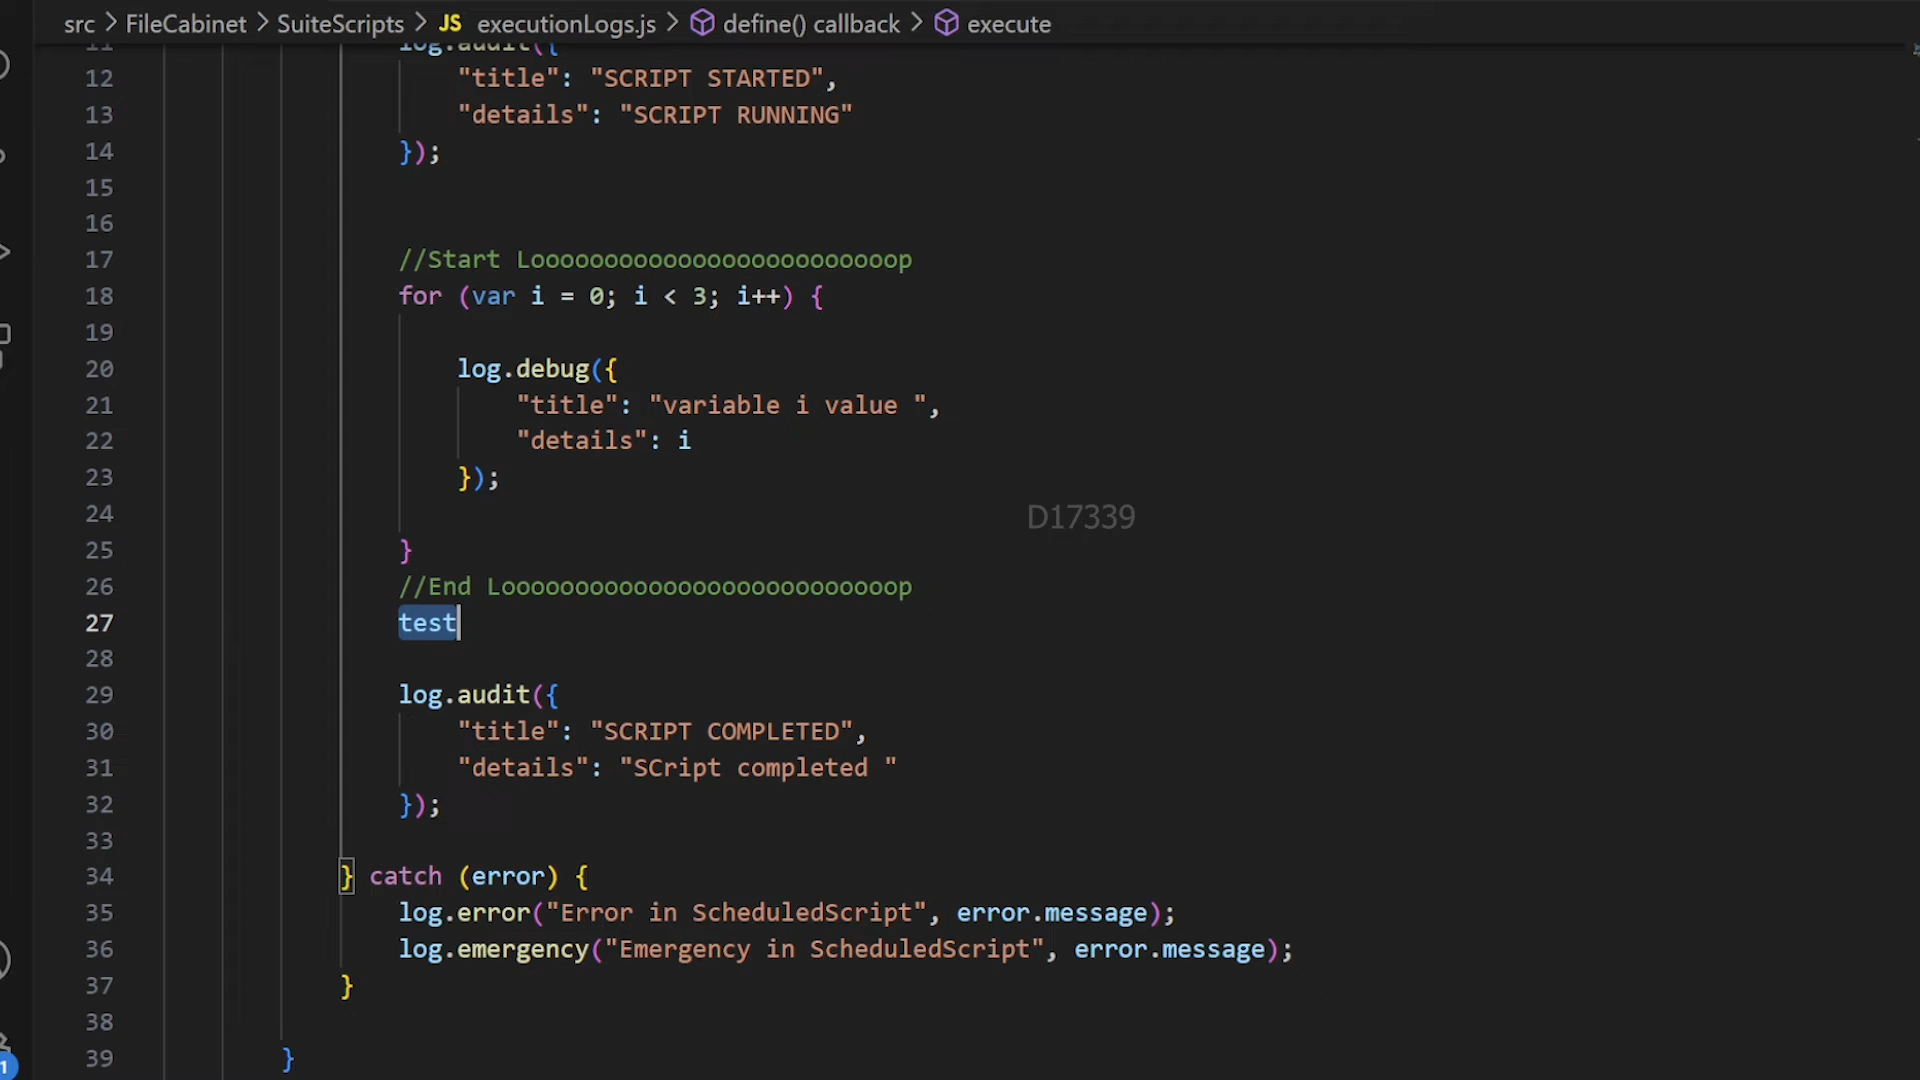 src > FileCabinet > SuiteScripts > JS executionLogs.js > define() callback > execute
11 log.audit({
12 "title": "SCRIPT STARTED",
13 "details": "SCRIPT RUNNING"
14 });
15
16
17 //Start Looooooooooooooooooooooooop
18 for (var i = 0; i < 3; i++) {
19
20 log.debug({
21 "title": "variable i value ",
22 "details": i
23 });
24
D17339
25 }
26 //End Looooooooooooooooooooooooooop
27 test
28
29 log.audit({
30 "title": "SCRIPT COMPLETED",
31 "details": "SCript completed "
32 });
33
34 } catch (error) {
35 log.error("Error in ScheduledScript", error.message);
36 log.emergency("Emergency in ScheduledScript", error.message);
37 }
38
39 }
1